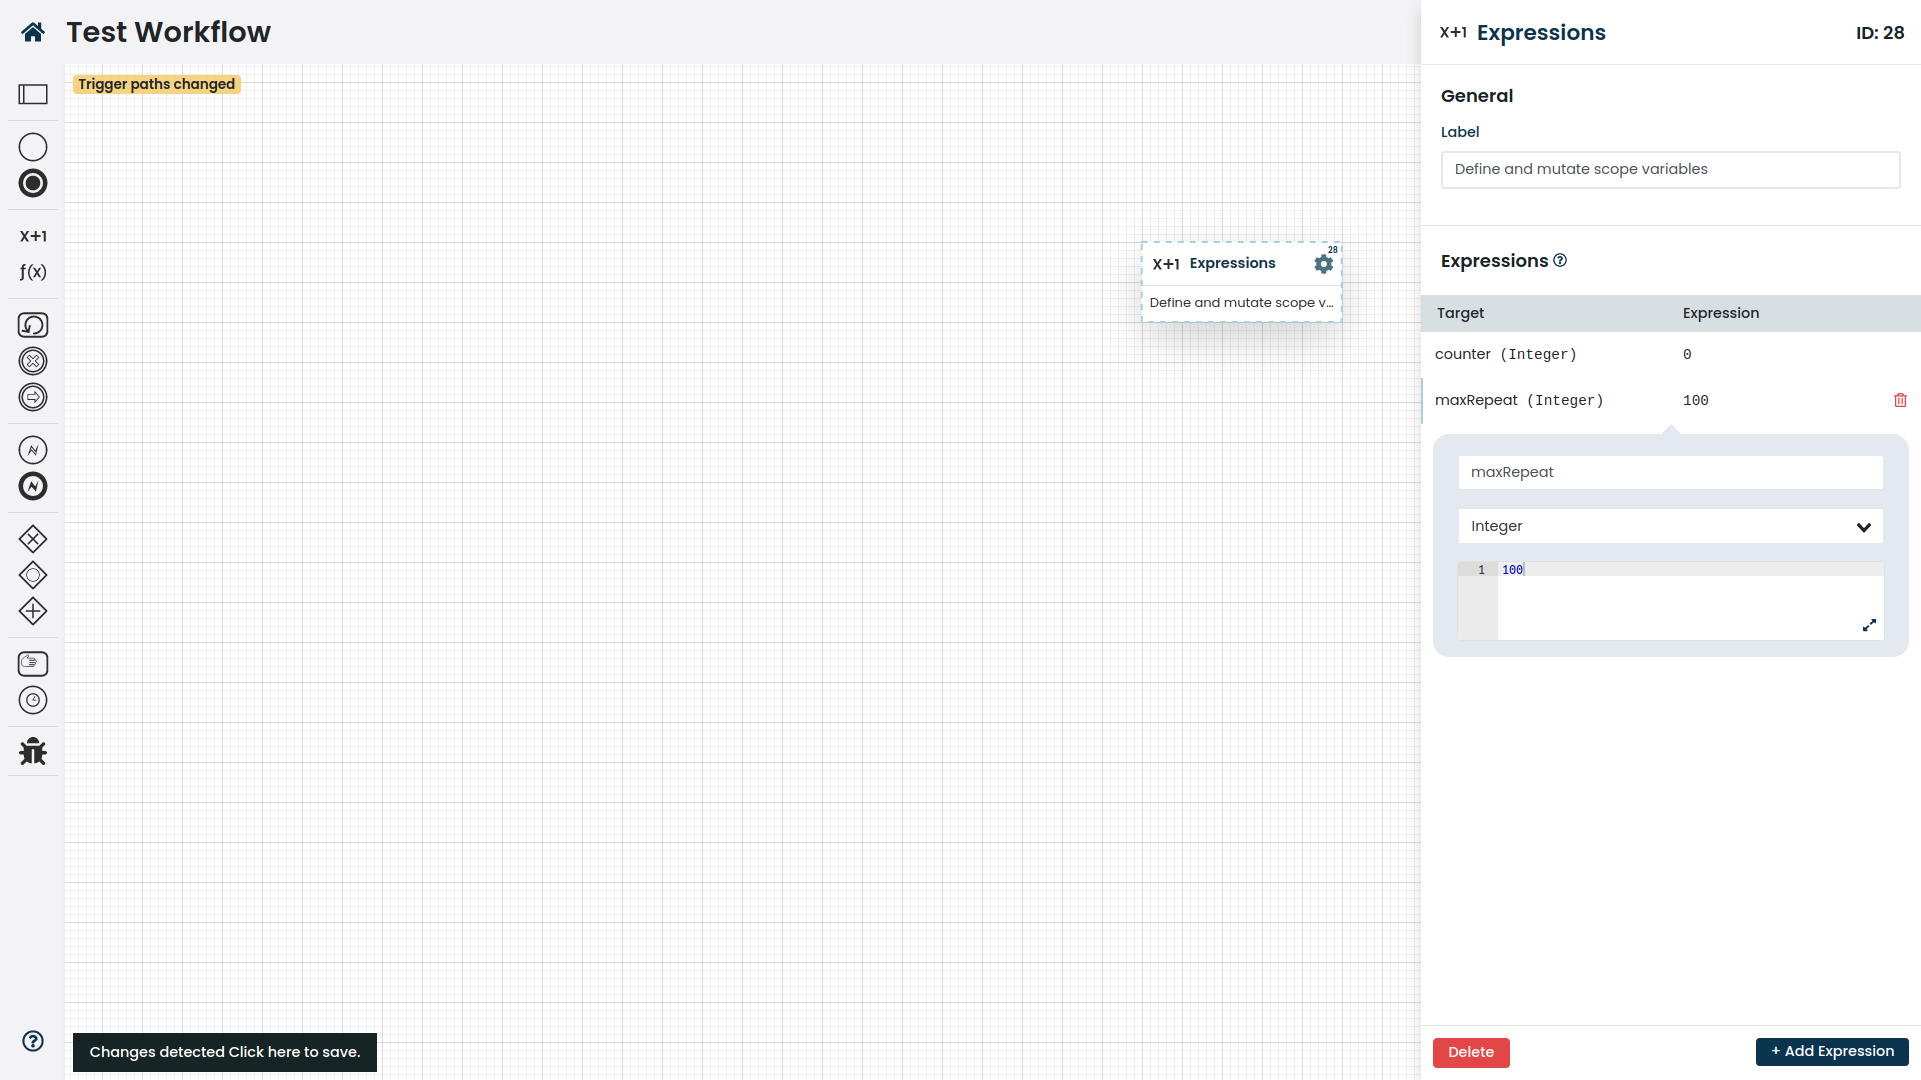 Test Workflow
Trigger paths changed
x+1
ƒ(x)
28
x+1 Expressions
Define and mutate scope v...
?
Changes detected Click here to save.
x+1 Expressions
ID: 28
General
Label
Define and mutate scope variables
Expressions ?
Target Expression
counter (Integer) 0
maxRepeat (Integer) 100
maxRepeat
Integer
1 100
Delete
+ Add Expression